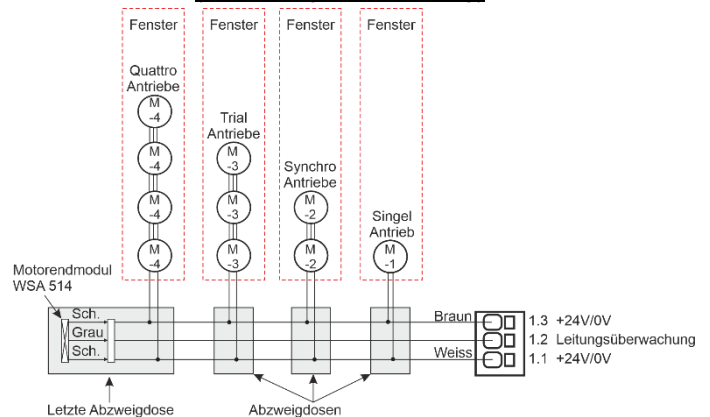 Fenster
Fenster
Fenster
Fenster
Quattro
Antriebe
M
-4
M
-4
M
-4
M
-4
Trial
Antriebe
M
-3
M
-3
M
-3
Synchro
Antriebe
M
-2
M
-2
Singel
Antrieb
M
-1
Motorendmodul
WSA 514
Sch.
Grau
Sch.
Braun
Weiss
1.3 +24V/0V
1.2 Leitungsüberwachung
1.1 +24V/0V
Letzte Abzweigdose
Abzweigdosen